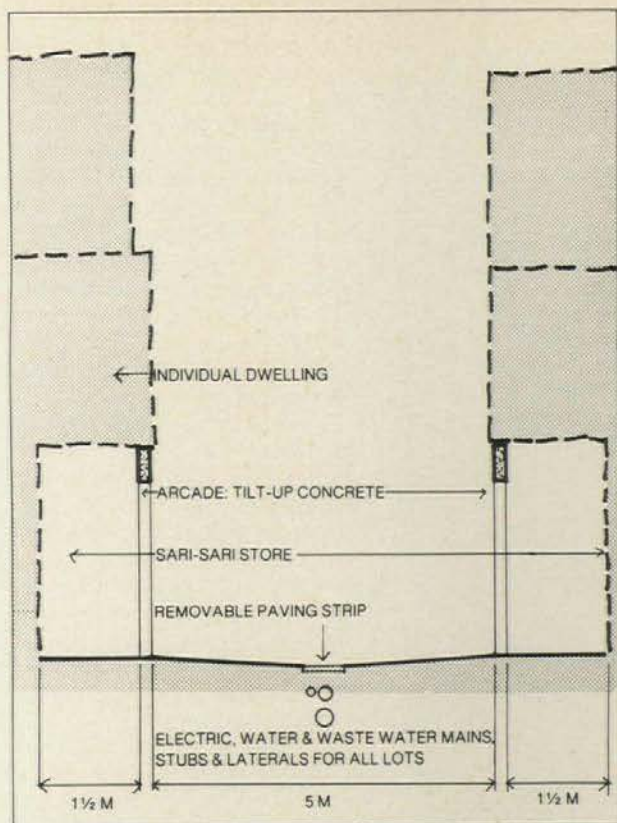 INDIVIDUAL DWELLING
ARCADE: TILT-UP CONCRETE
SARI-SARI STORE
REMOVABLE PAVING STRIP
ELECTRIC, WATER & WASTE WATER MAINS,
STUBS & LATERALS FOR ALL LOTS
1½ M 5 M 1½ M